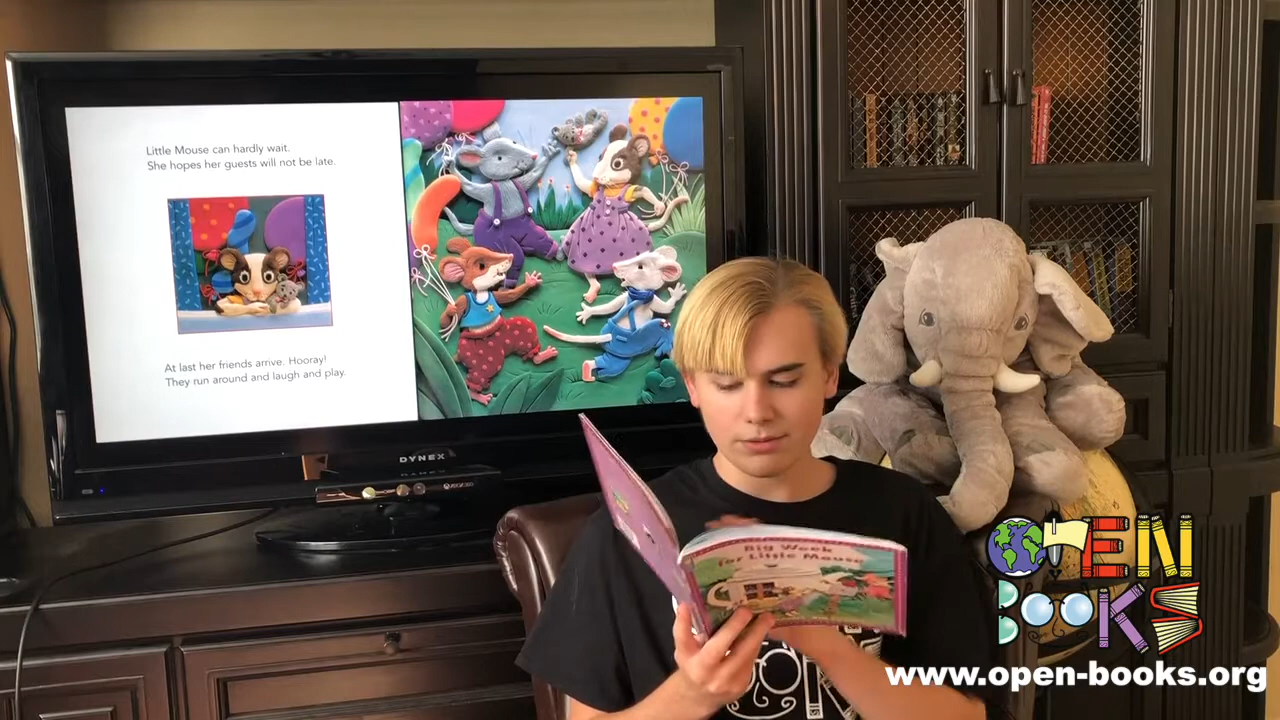 Little Mouse can hardly wait.
She hopes her guests will not be late.
At last her friends arrive. Hooray!
They run around and laugh and play.
DYNEX
XBOX 360
Big Week
for Little Mouse
OPEN
BOOKS
www.open-books.org